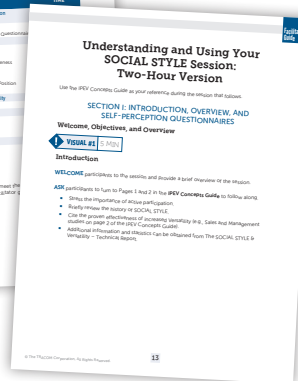 Questionnaires
Position
Facilitator
Guide
Understanding and Using Your
SOCIAL STYLE Session:
Two-Hour Version
Use the IPEV Concepts Guide as your reference during the session that follows.
SECTION I: INTRODUCTION, OVERVIEW, AND
SELF-PERCEPTION QUESTIONNAIRES
Welcome, Objectives, and Overview
VISUAL #1 5 MIN
Introduction
WELCOME participants to the session and provide a brief overview of the session.
ASK participants to turn to Pages 1 and 2 in the IPEV Concepts Guide to follow along.
• Stress the importance of active participation.
• Briefly review the history of SOCIAL STYLE.
• Cite the proven effectiveness of increasing Versatility (e.g., Sales and Management
studies on page 2 of the IPEV Concepts Guide).
• Additional information and statistics can be obtained from The SOCIAL STYLE &
Versatility – Technical Report.
© The TRACOM Corporation. All Rights Reserved.
13